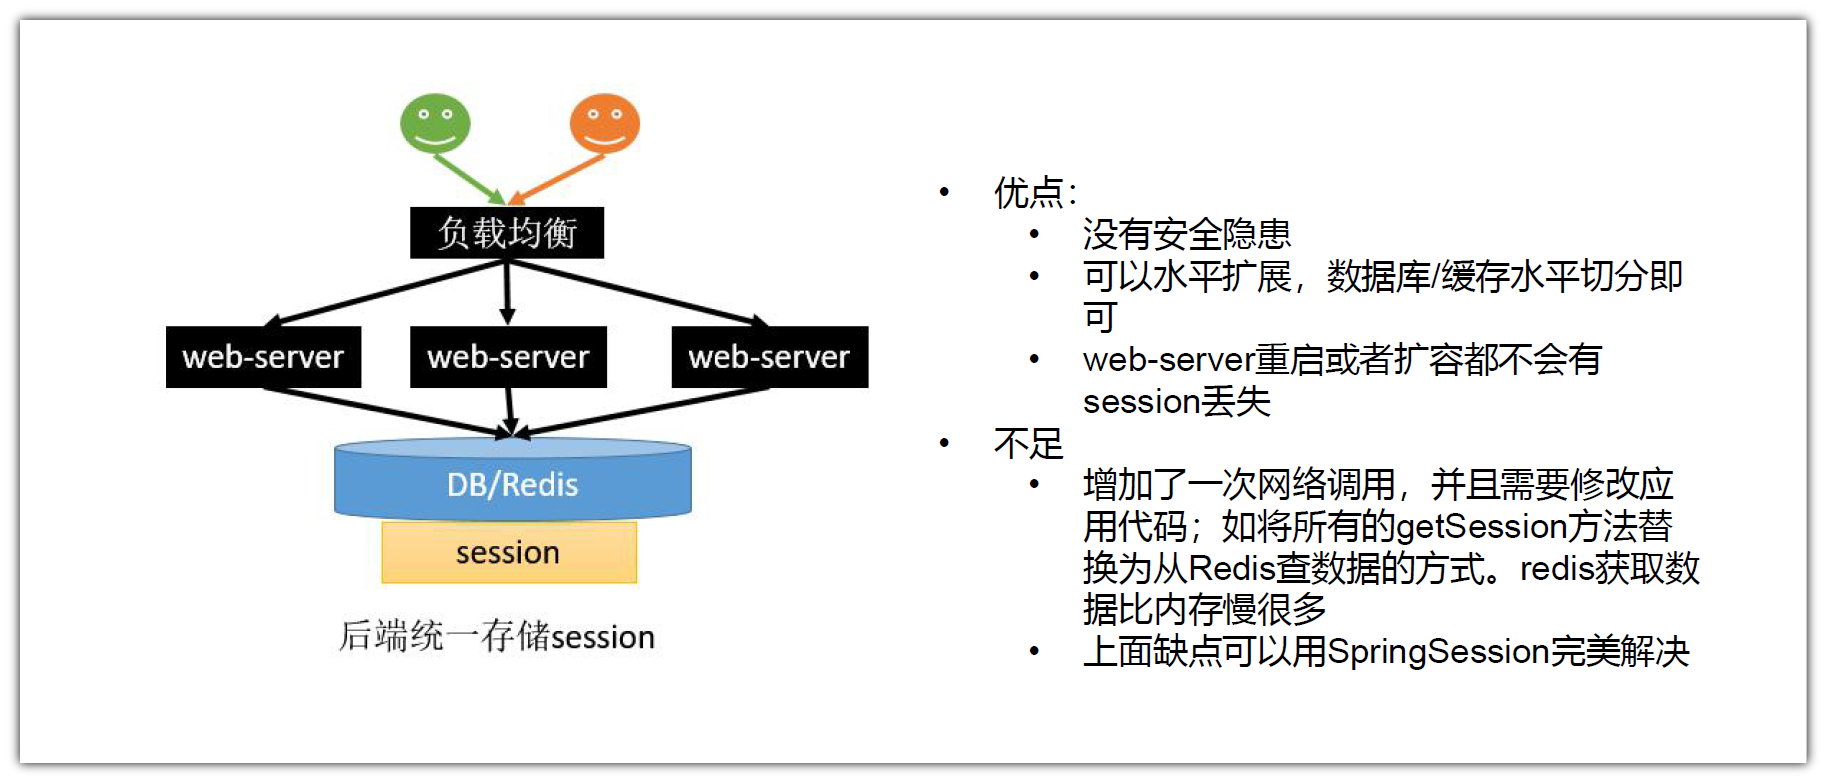 负载均衡
web-server
web-server
web-server
DB/Redis
session
后端统一存储session
• 优点：
• 没有安全隐患
• 可以水平扩展，数据库/缓存水平切分即
可
• web-server重启或者扩容都不会有
session丢失
• 不足
• 增加了一次网络调用，并且需要修改应
用代码；如将所有的getSession方法替
换为从Redis查数据的方式。redis获取数
据比内存慢很多
• 上面缺点可以用SpringSession完美解决